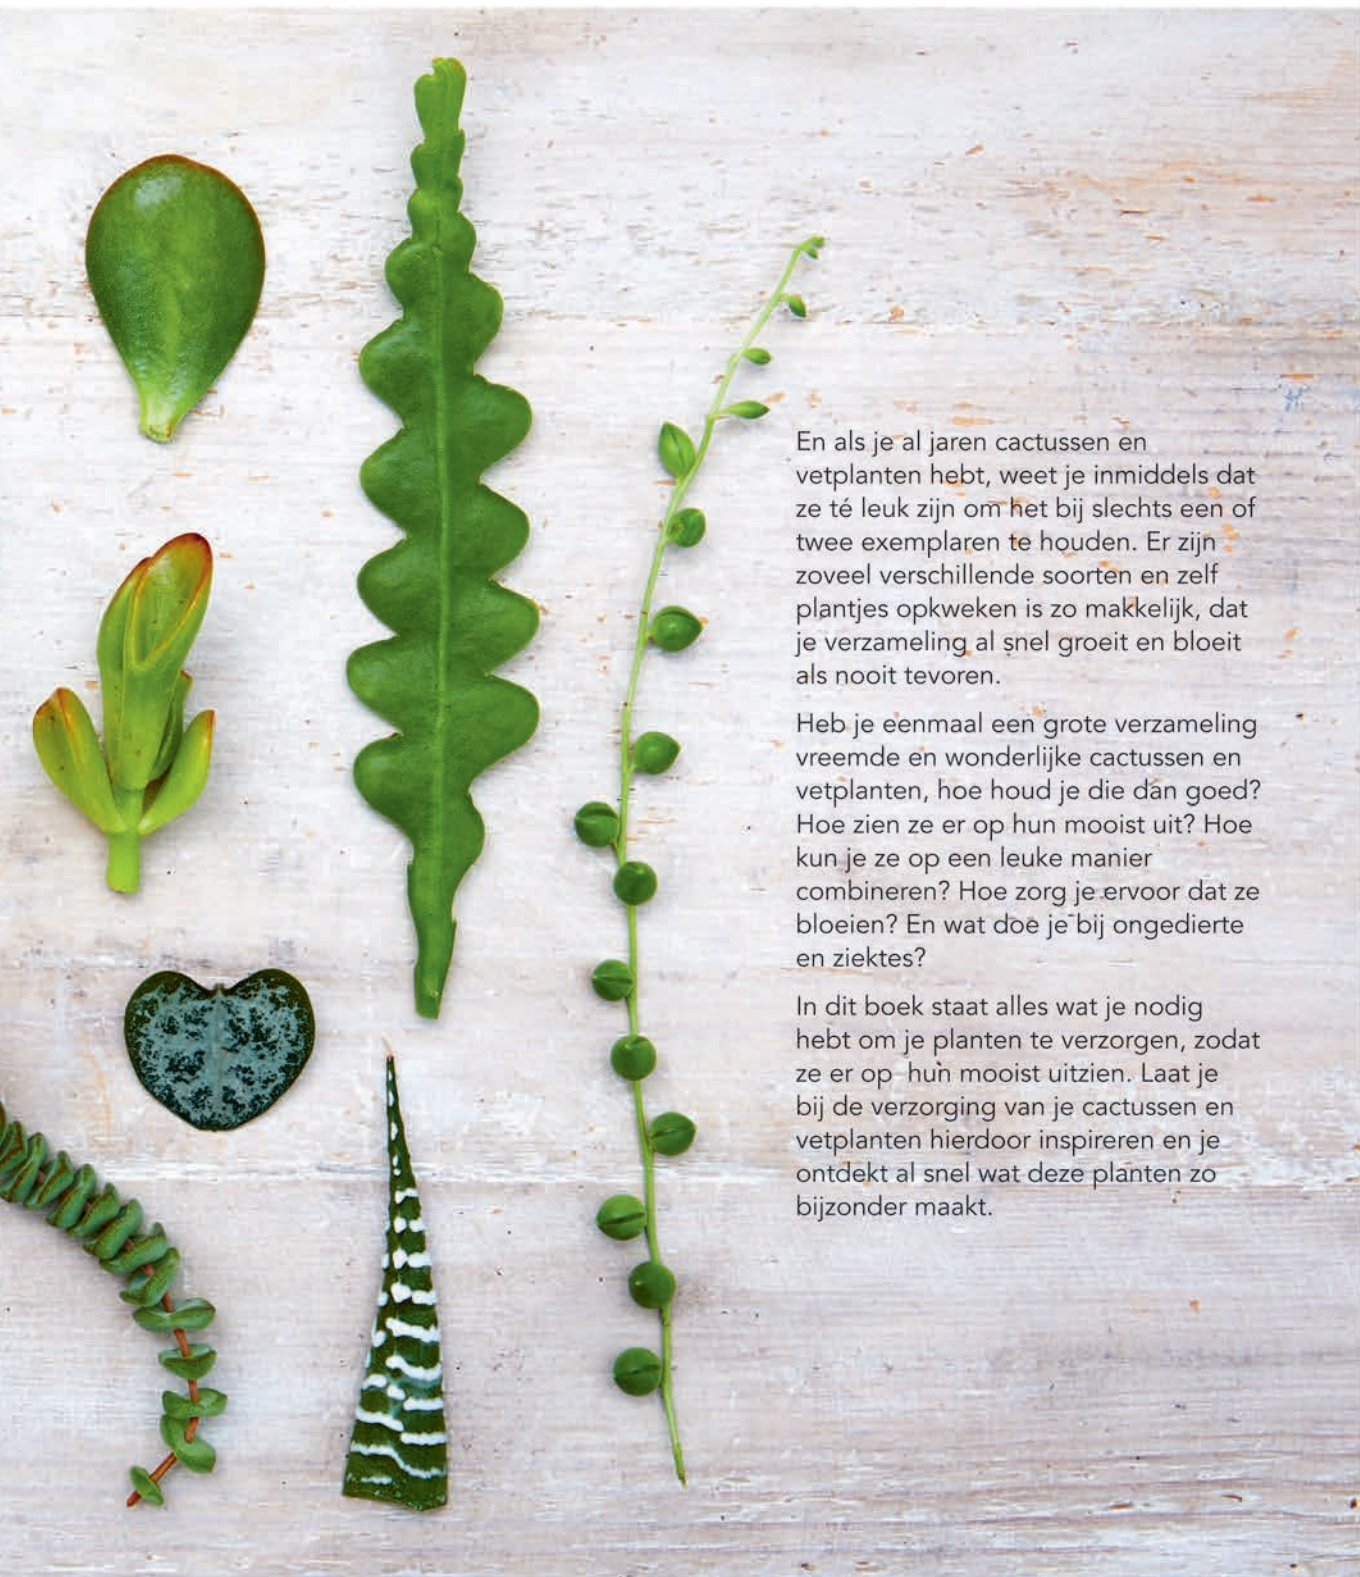 En als je al jaren cactussen en
vetplanten hebt, weet je inmiddels dat
ze té leuk zijn om het bij slechts een of
twee exemplaren te houden. Er zijn
zoveel verschillende soorten en zelf
plantjes opkweken is zo makkelijk, dat
je verzameling al snel groeit en bloeit
als nooit tevoren.
Heb je eenmaal een grote verzameling
vreemde en wonderlijke cactussen en
vetplanten, hoe houd je die dan goed?
Hoe zien ze er op hun mooist uit? Hoe
kun je ze op een leuke manier
combineren? Hoe zorg je ervoor dat ze
bloeien? En wat doe je bij ongedierte
en ziektes?
In dit boek staat alles wat je nodig
hebt om je planten te verzorgen, zodat
ze er op hun mooist uitzien. Laat je
bij de verzorging van je cactussen en
vetplanten hierdoor inspireren en je
ontdekt al snel wat deze planten zo
bijzonder maakt.